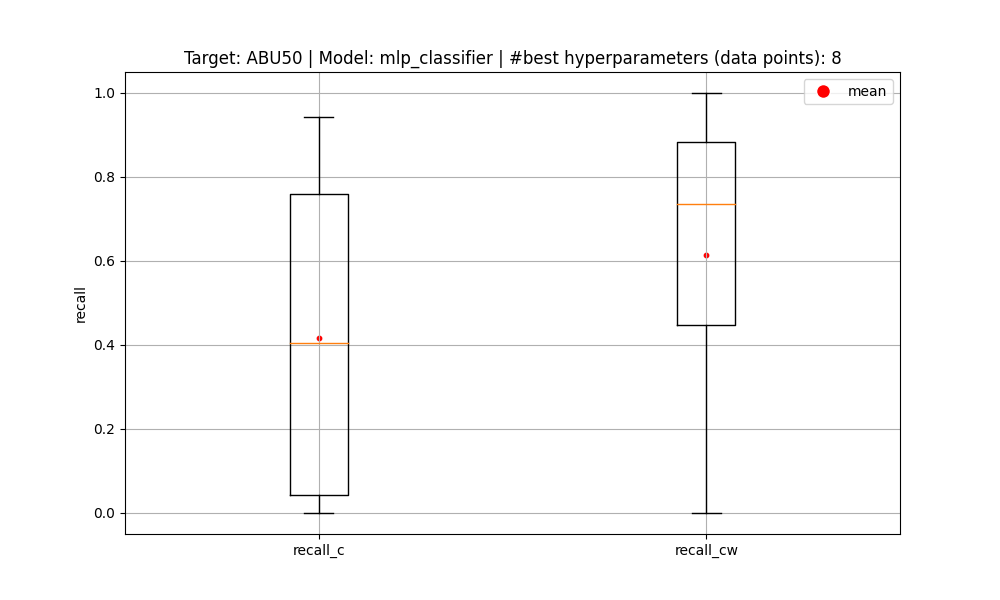 Target: ABU50 | Model: mlp_classifier | #best hyperparameters (data points): 8
mean
1.0
0.8
0.6
0.4
0.2
0.0
recall
recall_c
recall_cw